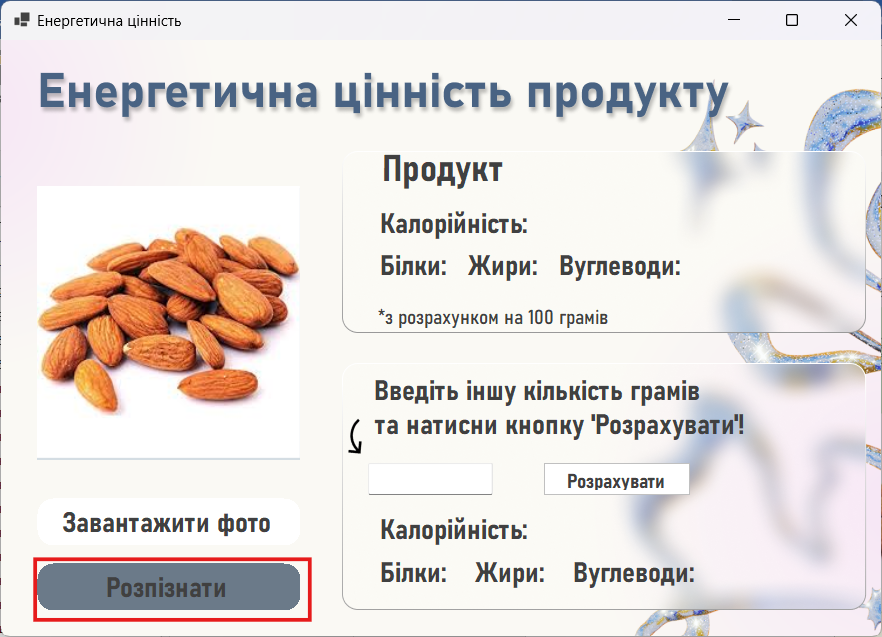 Енергетична цінність
Енергетична цінність продукту
Продукт
Калорійність:
Білки: Жири: Вуглеводи:
*з розрахунком на 100 грамів
Введіть іншу кількість грамів
та натисни кнопку 'Розрахувати'!
Розрахувати
Калорійність:
Білки: Жири: Вуглеводи:
Завантажити фото
Розпізнати